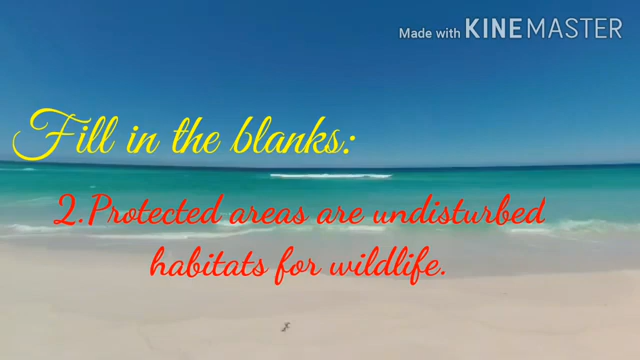 Made with KINEMASTER
Fill in the blanks:
2.Protected areas are undisturbed
habitats for wildlife.